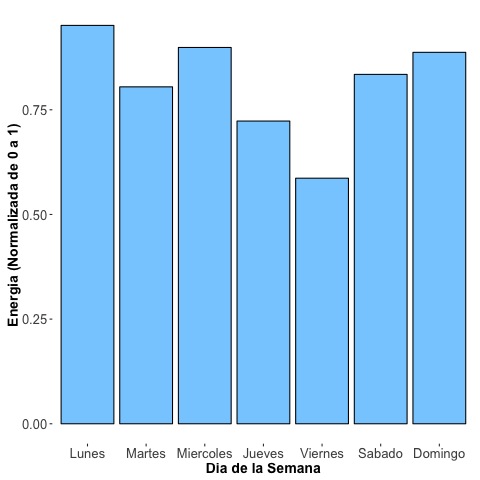 Energia (Normalizada de 0 a 1)
0.75
0.50
0.25
0.00
Lunes Martes Miercoles Jueves Viernes Sabado Domingo
Dia de la Semana